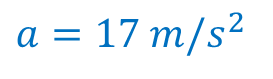 a = 17 m/s²